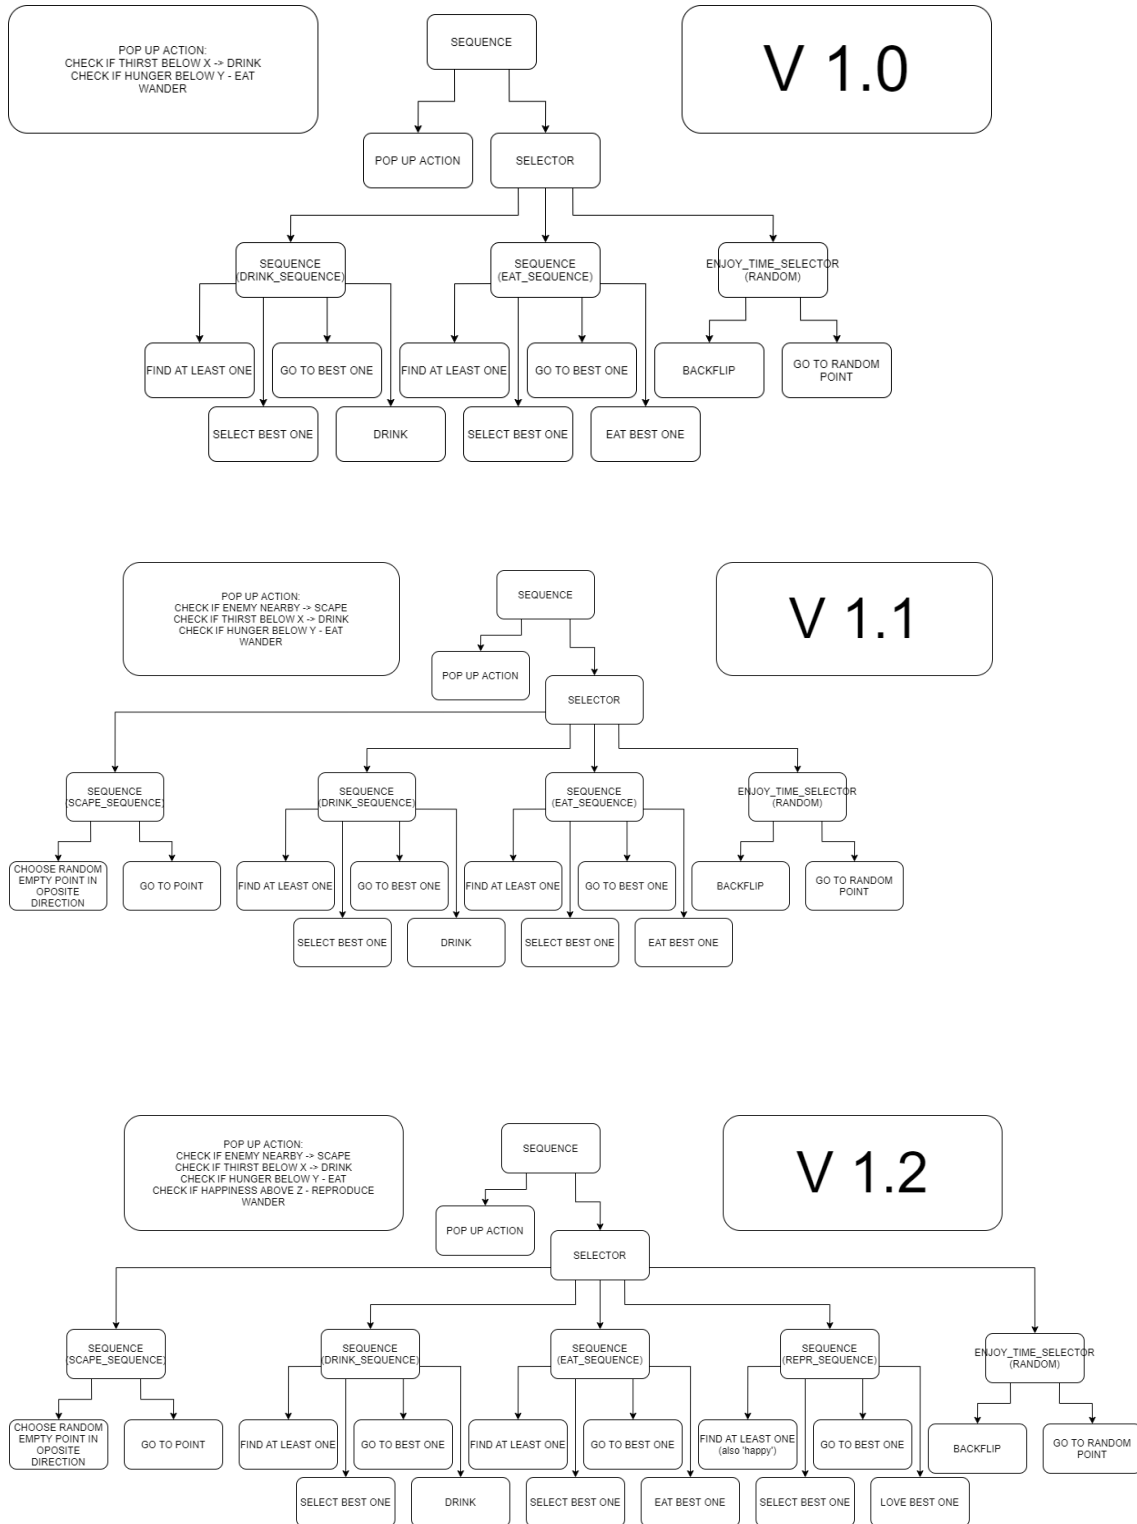 POP UP ACTION:
CHECK IF THIRST BELOW X -> DRINK
CHECK IF HUNGER BELOW Y - EAT
WANDER
SEQUENCE
V 1.0
POP UP ACTION
SELECTOR
SEQUENCE
(DRINK_SEQUENCE)
SEQUENCE
(EAT_SEQUENCE)
ENJOY_TIME_SELECTOR
(RANDOM)
FIND AT LEAST ONE
GO TO BEST ONE
FIND AT LEAST ONE
GO TO BEST ONE
BACKFLIP
GO TO RANDOM
POINT
SELECT BEST ONE
DRINK
SELECT BEST ONE
EAT BEST ONE
POP UP ACTION:
CHECK IF ENEMY NEARBY -> SCAPE
CHECK IF THIRST BELOW X -> DRINK
CHECK IF HUNGER BELOW Y - EAT
WANDER
SEQUENCE
V 1.1
POP UP ACTION
SELECTOR
SEQUENCE
(SCAPE_SEQUENCE)
SEQUENCE
(DRINK_SEQUENCE)
SEQUENCE
(EAT_SEQUENCE)
ENJOY_TIME_SELECTOR
(RANDOM)
CHOOSE RANDOM
EMPTY POINT IN
OPOSITE
DIRECTION
GO TO POINT
FIND AT LEAST ONE
GO TO BEST ONE
FIND AT LEAST ONE
GO TO BEST ONE
BACKFLIP
GO TO RANDOM
POINT
SELECT BEST ONE
DRINK
SELECT BEST ONE
EAT BEST ONE
POP UP ACTION:
CHECK IF ENEMY NEARBY -> SCAPE
CHECK IF THIRST BELOW X -> DRINK
CHECK IF HUNGER BELOW Y - EAT
CHECK IF HAPPINESS ABOVE Z - REPRODUCE
WANDER
SEQUENCE
V 1.2
POP UP ACTION
SELECTOR
SEQUENCE
(SCAPE_SEQUENCE)
SEQUENCE
(DRINK_SEQUENCE)
SEQUENCE
(EAT_SEQUENCE)
SEQUENCE
(REPR_SEQUENCE)
ENJOY_TIME_SELECTOR
(RANDOM)
CHOOSE RANDOM
EMPTY POINT IN
OPOSITE
DIRECTION
GO TO POINT
FIND AT LEAST ONE
GO TO BEST ONE
FIND AT LEAST ONE
GO TO BEST ONE
FIND AT LEAST ONE
(also 'happy')
GO TO BEST ONE
BACKFLIP
GO TO RANDOM
POINT
SELECT BEST ONE
DRINK
SELECT BEST ONE
EAT BEST ONE
SELECT BEST ONE
LOVE BEST ONE